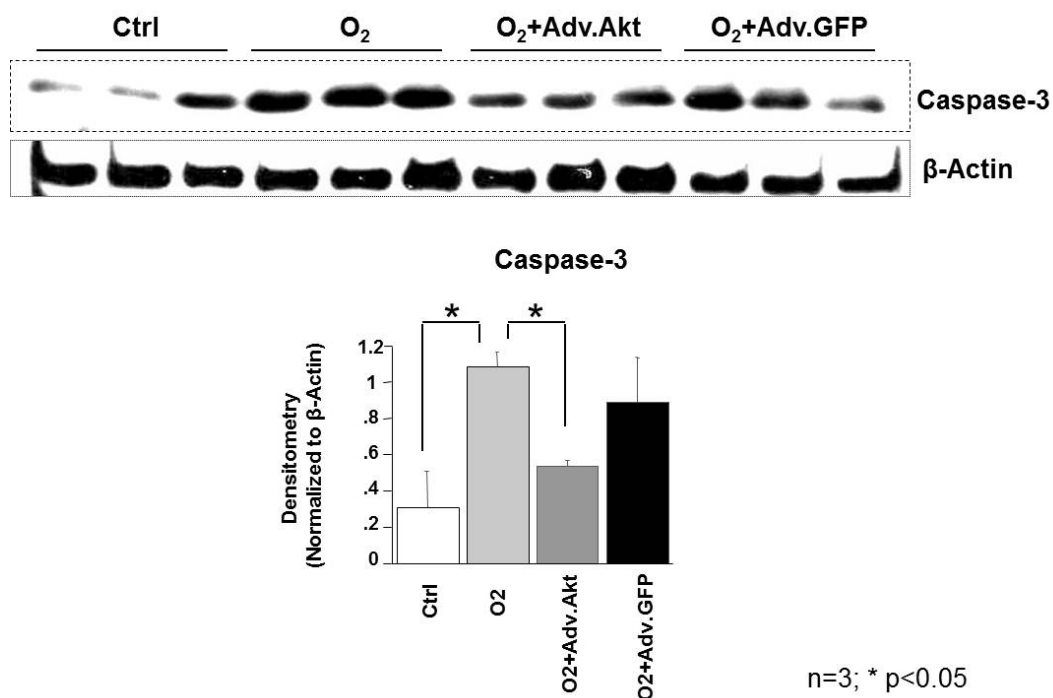 Ctrl O₂ O₂+Adv.Akt O₂+Adv.GFP
Caspase-3
β-Actin
Caspase-3
* *
Densitometry
(Normalized to β-Actin)
1.2
1
.8
.6
.4
.2
0
Ctrl
O2
O2+Adv.Akt
O2+Adv.GFP
n=3; * p<0.05